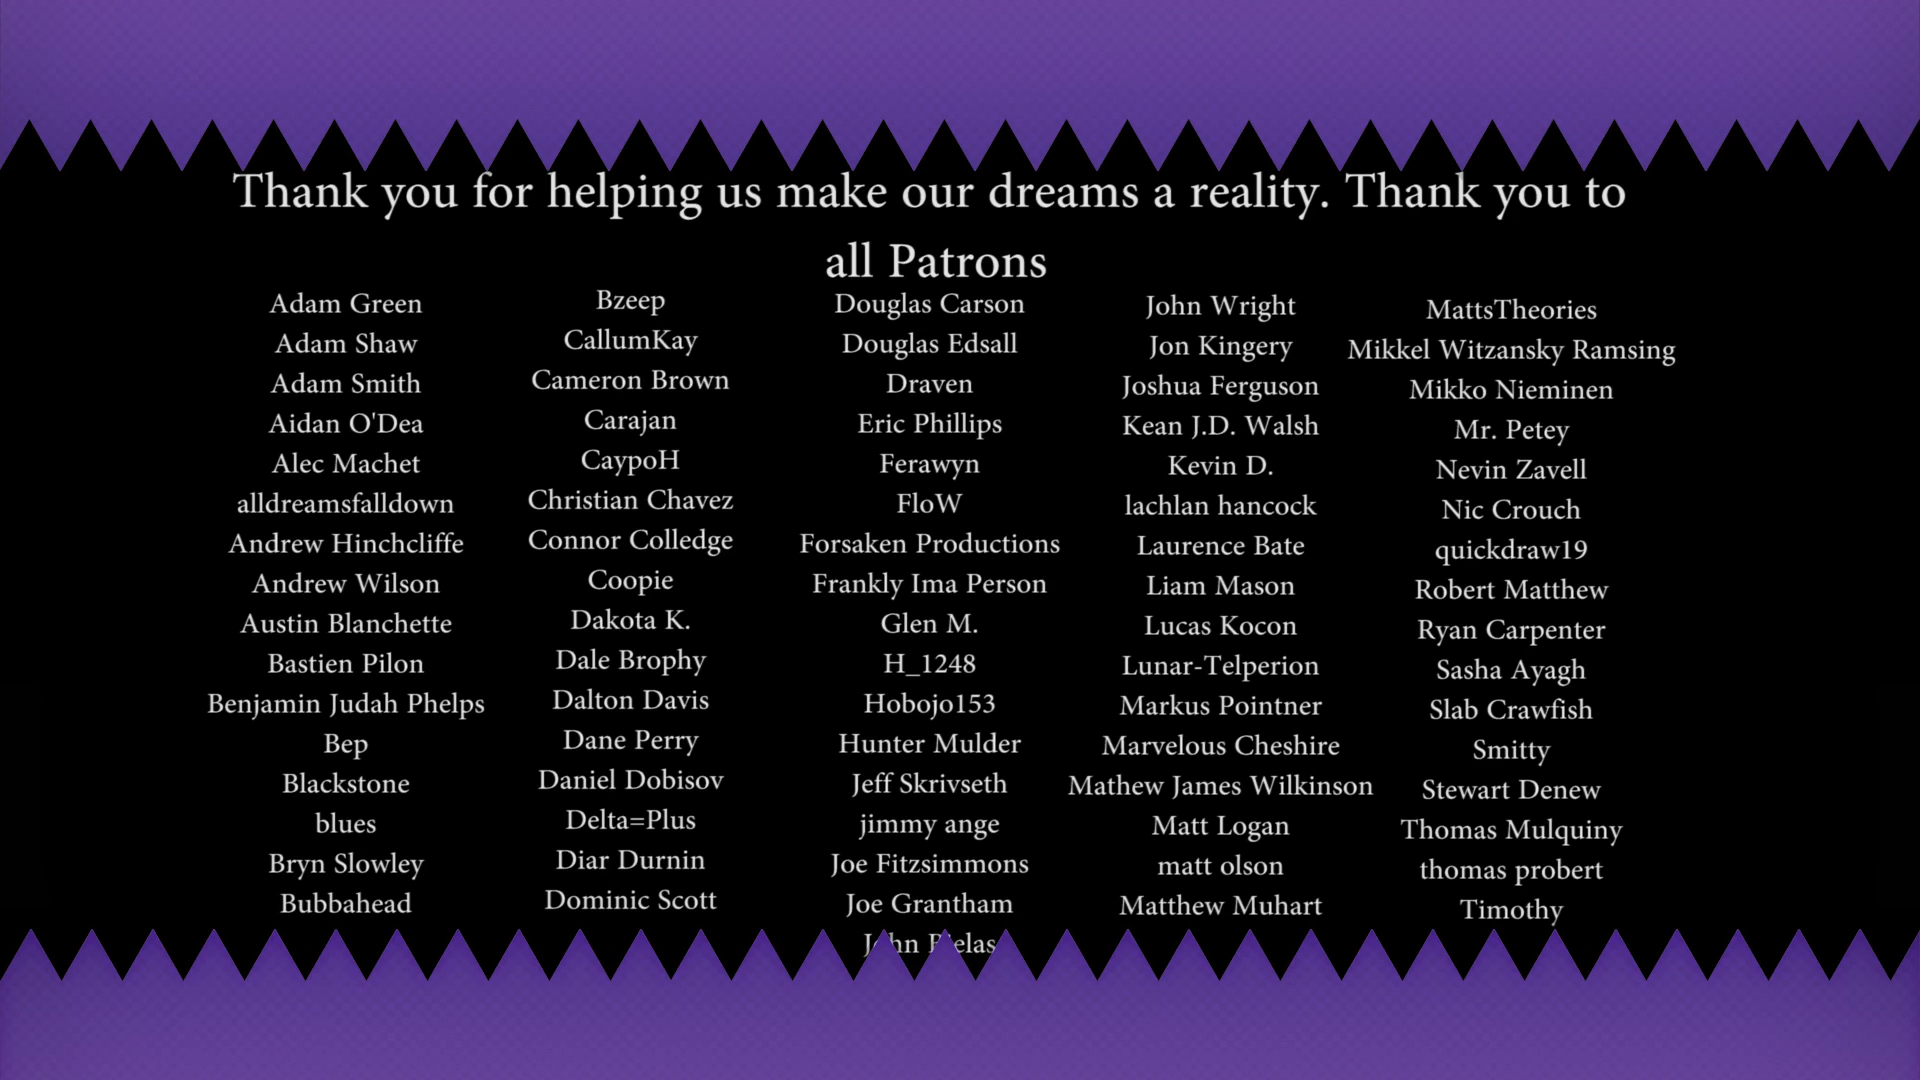 Thank you for helping us make our dreams a reality. Thank you to
all Patrons
Adam Green
Adam Shaw
Adam Smith
Aidan O'Dea
Alec Machet
alldreamsfalldown
Andrew Hinchcliffe
Andrew Wilson
Austin Blanchette
Bastien Pilon
Benjamin Judah Phelps
Bep
Blackstone
blues
Bryn Slowley
Bubbahead
Bzeep
CallumKay
Cameron Brown
Carajan
CaypoH
Christian Chavez
Connor Colledge
Coopie
Dakota K.
Dale Brophy
Dalton Davis
Dane Perry
Daniel Dobisov
Delta=Plus
Diar Durnin
Dominic Scott
Douglas Carson
Douglas Edsall
Draven
Eric Phillips
Ferawyn
FloW
Forsaken Productions
Frankly Ima Person
Glen M.
H_1248
Hobojo153
Hunter Mulder
Jeff Skrivseth
jimmy ange
Joe Fitzsimmons
Joe Grantham
John
John Wright
Jon Kingery
Joshua Ferguson
Kean J.D. Walsh
Kevin D.
lachlan hancock
Laurence Bate
Liam Mason
Lucas Kocon
Lunar-Telperion
Markus Pointner
Marvelous Cheshire
Mathew James Wilkinson
Matt Logan
matt olson
Matthew Muhart
MattsTheories
Mikkel Witzansky Ramsing
Mikko Nieminen
Mr. Petey
Nevin Zavell
Nic Crouch
quickdraw19
Robert Matthew
Ryan Carpenter
Sasha Ayagh
Slab Crawfish
Smitty
Stewart Denew
Thomas Mulquiny
thomas probert
Timothy